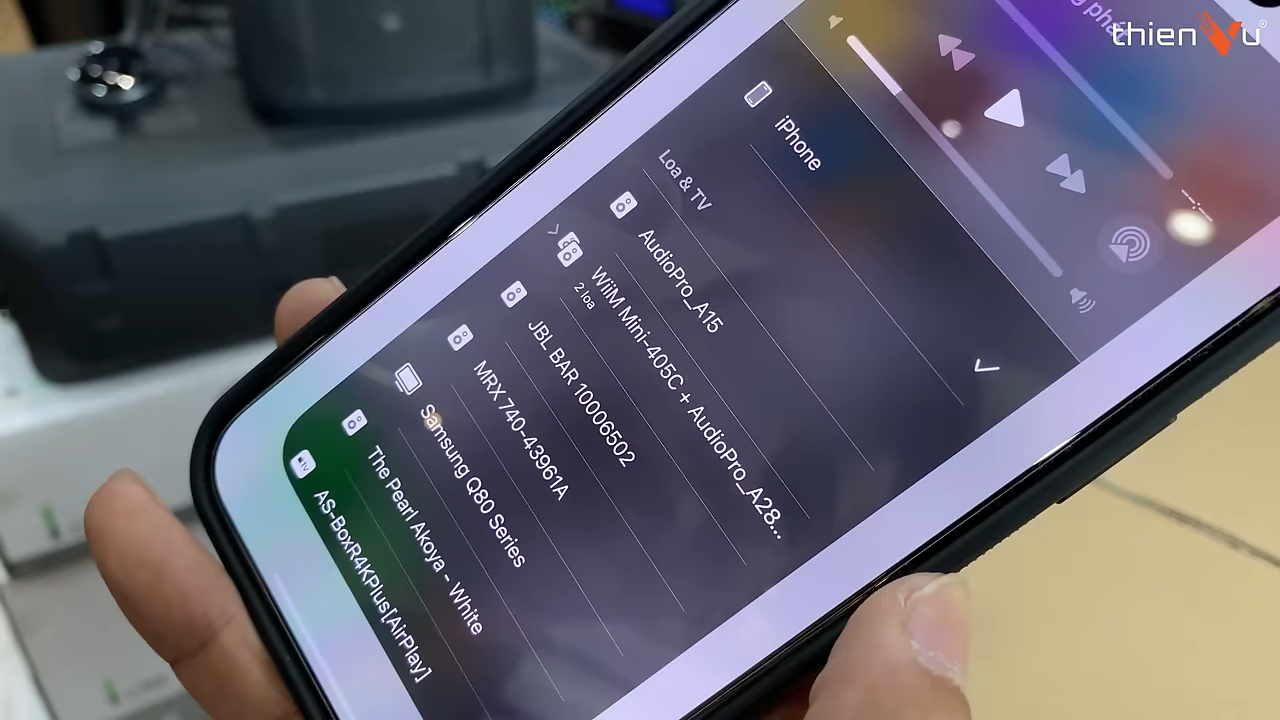 thienVu®
iPhone
Loa & TV
AudioPro_A15
WiiM Mini-405C + AudioPro_A28...
2 loa
JBL BAR 10006502
MRX 740-43961A
Samsung Q80 Series
The Pearl Akoya - White
AS-BoxR4KPlus[AirPlay]